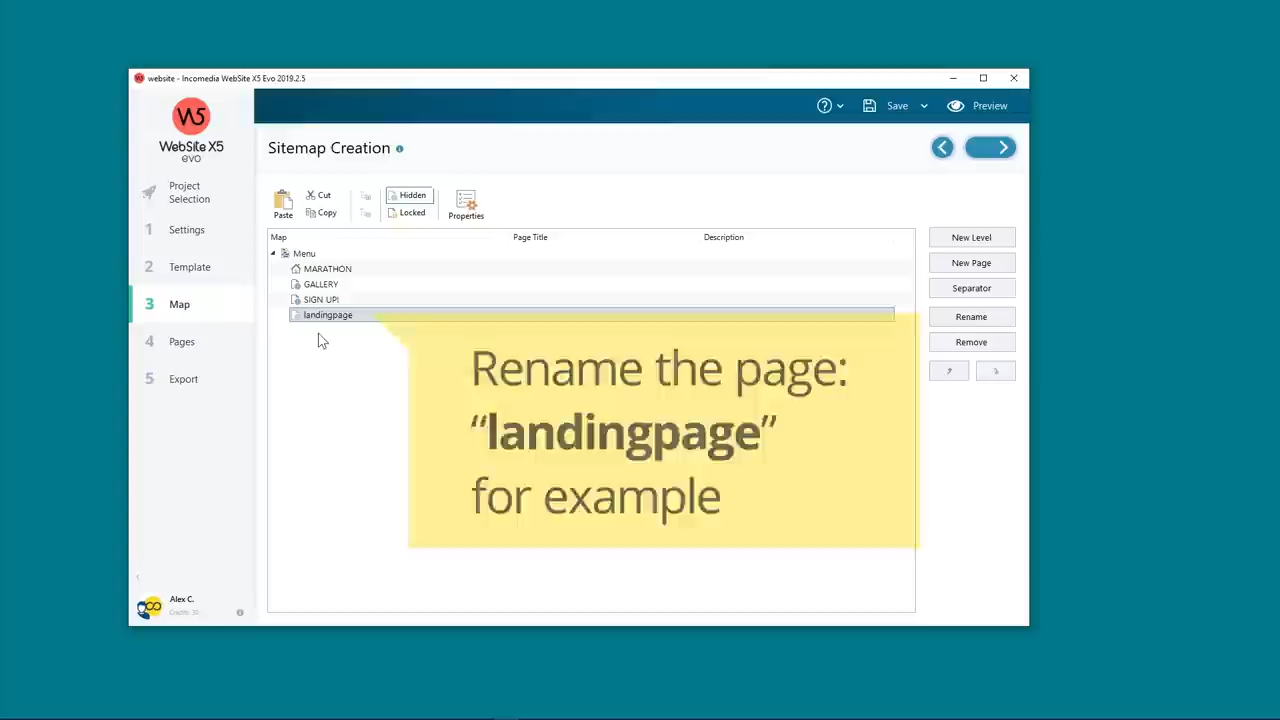 website - Incomedia WebSite X5 Evo 2019.2.5
W5
WebSite X5
evo
Save
Preview
Sitemap Creation
Project
Selection
1 Settings
2 Template
3 Map
4 Pages
5 Export
Paste
Cut
Copy
Hidden
Locked
Properties
Map Page Title Description
Menu
MARATHON
GALLERY
SIGN UP!
landingpage
New Level
New Page
Separator
Rename
Remove
Rename the page:
“landingpage”
for example
Alex C.
Credits: 30